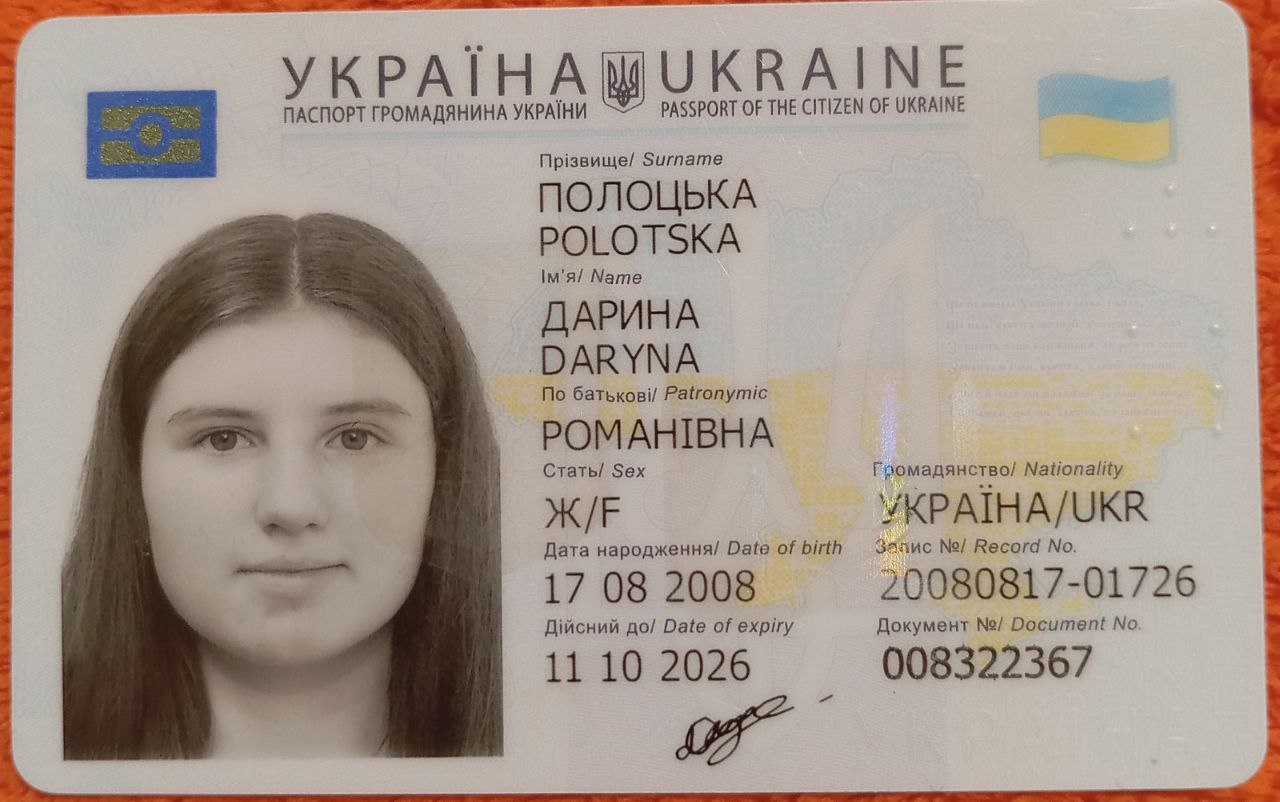 УКРАЇНА UKRAINE
ПАСПОРТ ГРОМАДЯНИНА УКРАЇНИ PASSPORT OF THE CITIZEN OF UKRAINE
Прізвище/ Surname
ПОЛОЦЬКА
POLOTSKA
Ім'я/ Name
ДАРИНА
DARYNA
По батькові/ Patronymic
РОМАНІВНА
Стать/ Sex Громадянство/ Nationality
Ж/F УКРАЇНА/UKR
Дата народження/ Date of birth Запис №/ Record No.
17 08 2008 20080817-01726
Дійсний до/ Date of expiry Документ №/ Document No.
11 10 2026 008322367